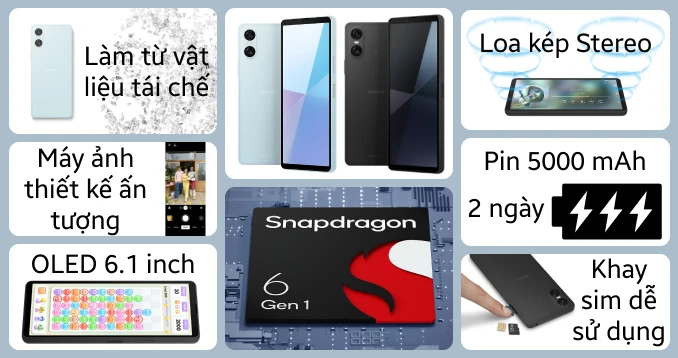 Làm từ vật
liệu tái chế
Loa kép Stereo
Máy ảnh
thiết kế ấn
tượng
Snapdragon
6
Gen 1
Pin 5000 mAh
2 ngày
OLED 6.1 inch
Khay
sim dễ
sử dụng